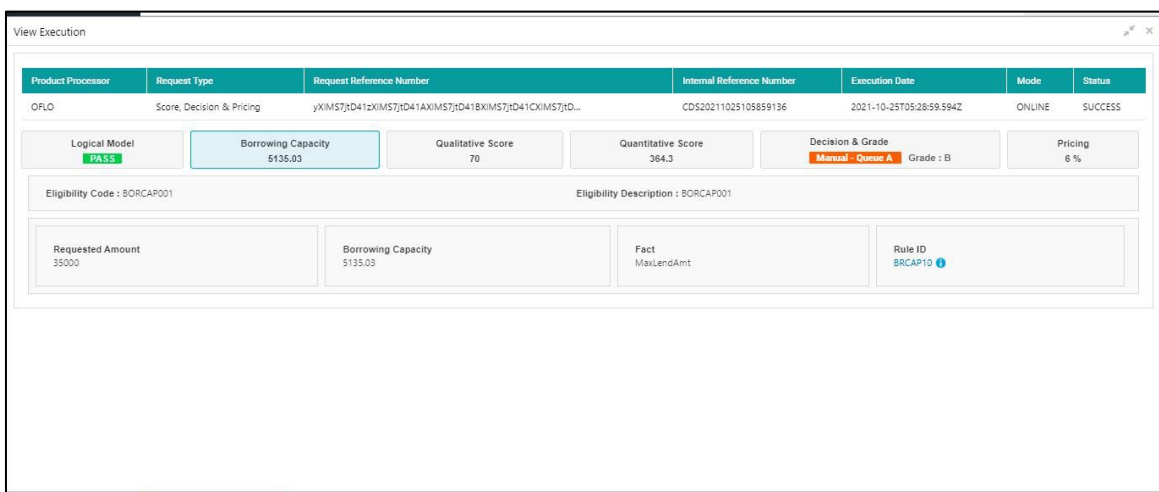 View Execution
Product Processor Request Type Request Reference Number Internal Reference Number Execution Date Mode Status
OFLO Score, Decision & Pricing yXIMS7JtD41zXIMS7JtD41AXIMS7JtD41BXIMS7JtD41CXIMS7JtD... CDS20211025105859136 2021-10-25T05:28:59.594Z ONLINE SUCCESS
Logical Model Borrowing Capacity Qualitative Score Quantitative Score Decision & Grade Pricing
PASS 5135.03 70 364.3 Manual - Queue A Grade : B 6 %
Eligibility Code : BORCAP001 Eligibility Description : BORCAP001
Requested Amount Borrowing Capacity Fact Rule ID
35000 5135.03 MaxLendAmt BRCAP10